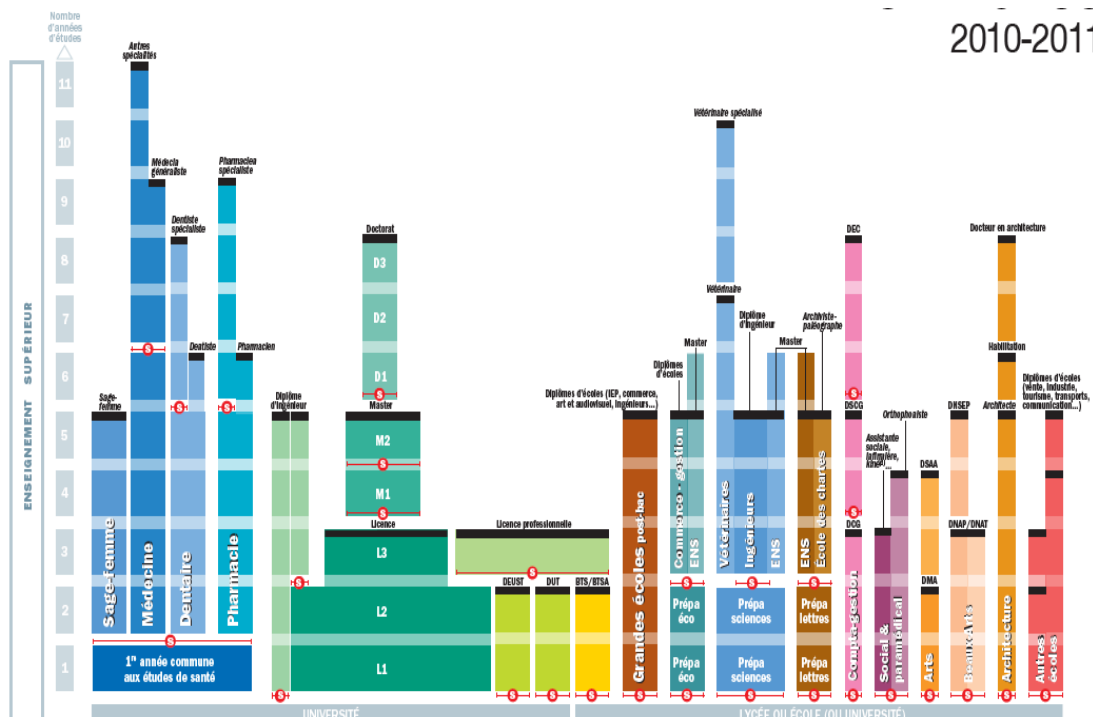 2010-2011
Nombre
d'années
d'études
ENSEIGNEMENT SUPÉRIEUR
11
10
9
8
7
6
5
4
3
2
1
Autres
spécialités
Médecin
généraliste
Dentiste
spécialiste
Pharmacien
spécialiste
Dentiste
Pharmacien
Sage-
femme
Sage-femme
Médecine
Dentaire
Pharmacie
S
S
S
S
1re année commune
aux études de santé
Diplôme
d'ingénieur
S
S
Doctorat
D3
D2
D1
S
Master
M2
S
M1
S
Licence
L3
L2
L1
Licence professionnelle
S
DEUST
S
DUT
S
BTS/BTSA
S
Diplômes d'écoles (IEP, commerce,
art et audiovisuel, ingénieurs...)
Grandes écoles post-bac
S
Diplômes
d'écoles
Master
Commerce - gestion
ENS
S
Prépa
éco
Prépa
éco
S
Vétérinaire spécialisé
Vétérinaire
Diplôme
d'ingénieur
Master
Vétérinaires
Ingénieurs
ENS
S
Prépa
sciences
Prépa
sciences
S
Archiviste-
paléographe
ENS
École des chartes
S
Prépa
lettres
Prépa
lettres
S
DEC
S
DSCG
S
DCG
Compta-gestion
S
Assistante
sociale,
(infirmière,
kiné)...
Orthophoniste
Social &
paramédical
S
DSAA
DMA
Arts
S
DNSEP
DNAP/DNAT
Beaux-Arts
S
Docteur en architecture
Habilitation
Architecte
Architecture
S
Diplômes d'écoles
(vente, industrie,
tourisme, transports,
communication...)
Autres
écoles
S
UNIVERSITÉ
LYCÉE OU ÉCOLE (OU UNIVERSITÉ)